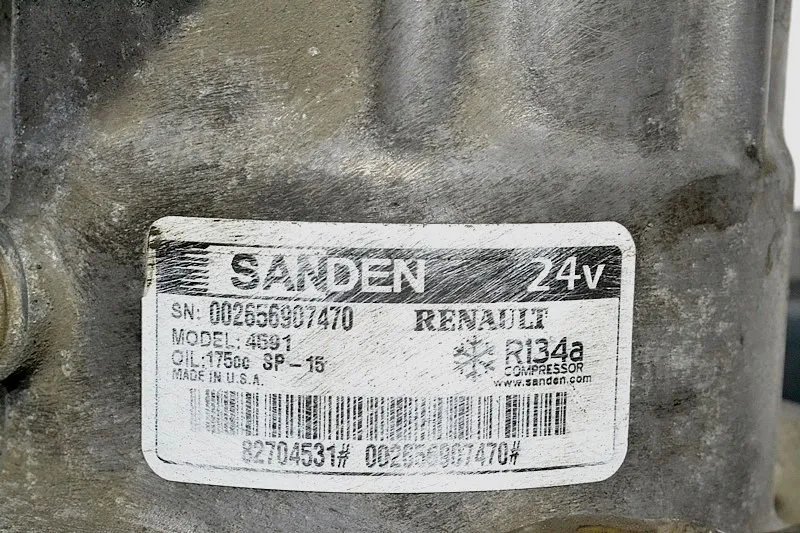 SANDEN 24v
SN: 002656907470 RENAULT
MODEL: 4591
OIL:175cc SP-15
R134a
COMPRESSOR
MADE IN U.S.A. www.sanden.com
82704531# 002656907470#